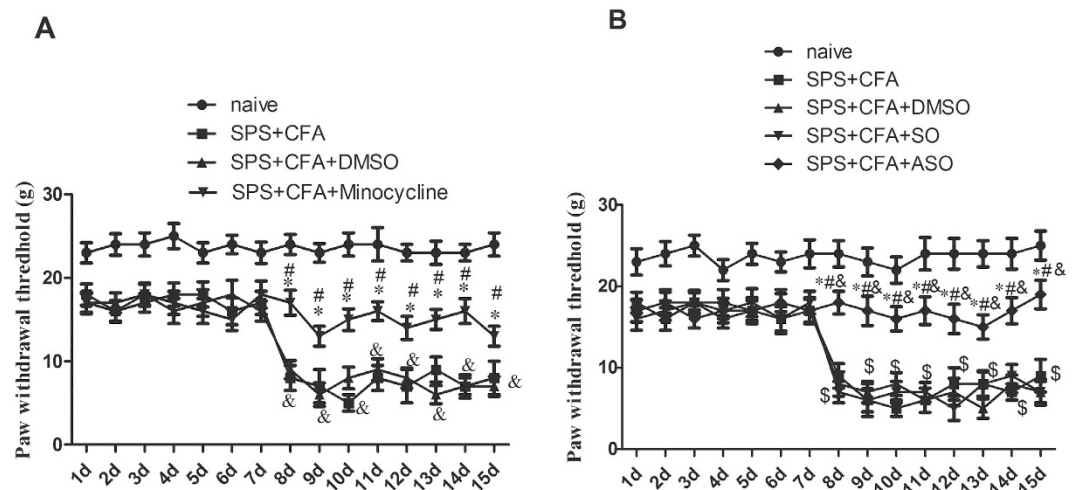 A
naive
SPS+CFA
SPS+CFA+DMSO
SPS+CFA+Minocycline
Paw withdrawal thredhold (g)
30
20
10
0
# # # # # # # #
* * * * * * * *
& & & & & & & &
1d 2d 3d 4d 5d 6d 7d 8d 9d 10d 11d 12d 13d 14d 15d
B
naive
SPS+CFA
SPS+CFA+DMSO
SPS+CFA+SO
SPS+CFA+ASO
Paw withdrawal thredhold (g)
30
20
10
0
*#& *#& *#& *#& *#& *#& *#& *#&
$ $ $ $ $ $ $ $
1d 2d 3d 4d 5d 6d 7d 8d 9d 10d 11d 12d 13d 14d 15d